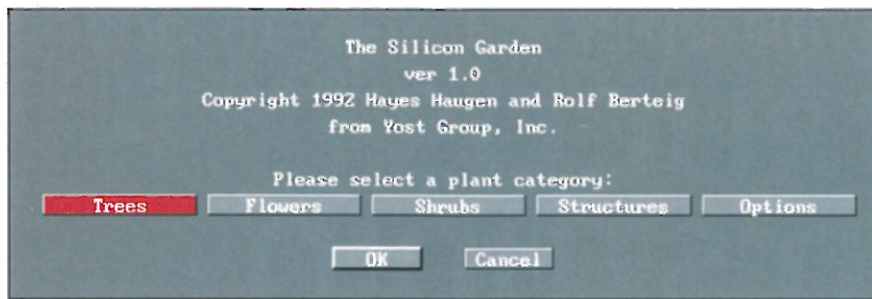 The Silicon Garden
ver 1.0
Copyright 1992 Hayes Haugen and Rolf Berteig
from Yost Group, Inc.
Please select a plant category:
Trees Flowers Shrubs Structures Options
OK Cancel